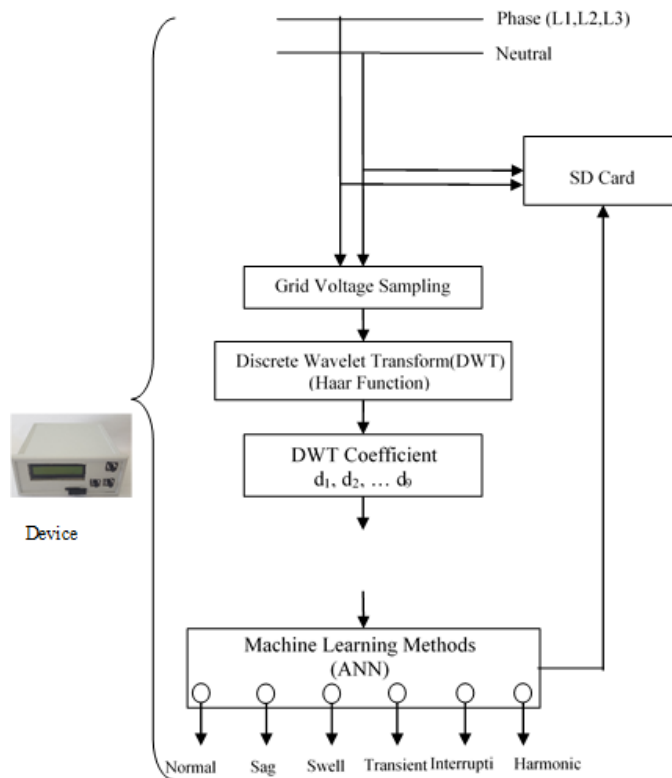 Phase (L1,L2,L3)
Neutral
SD Card
Grid Voltage Sampling
Discrete Wavelet Transform(DWT)
(Haar Function)
DWT Coefficient
d₁, d₂, … d₉
Device
Machine Learning Methods
(ANN)
Normal Sag Swell Transient Interrupti Harmonic